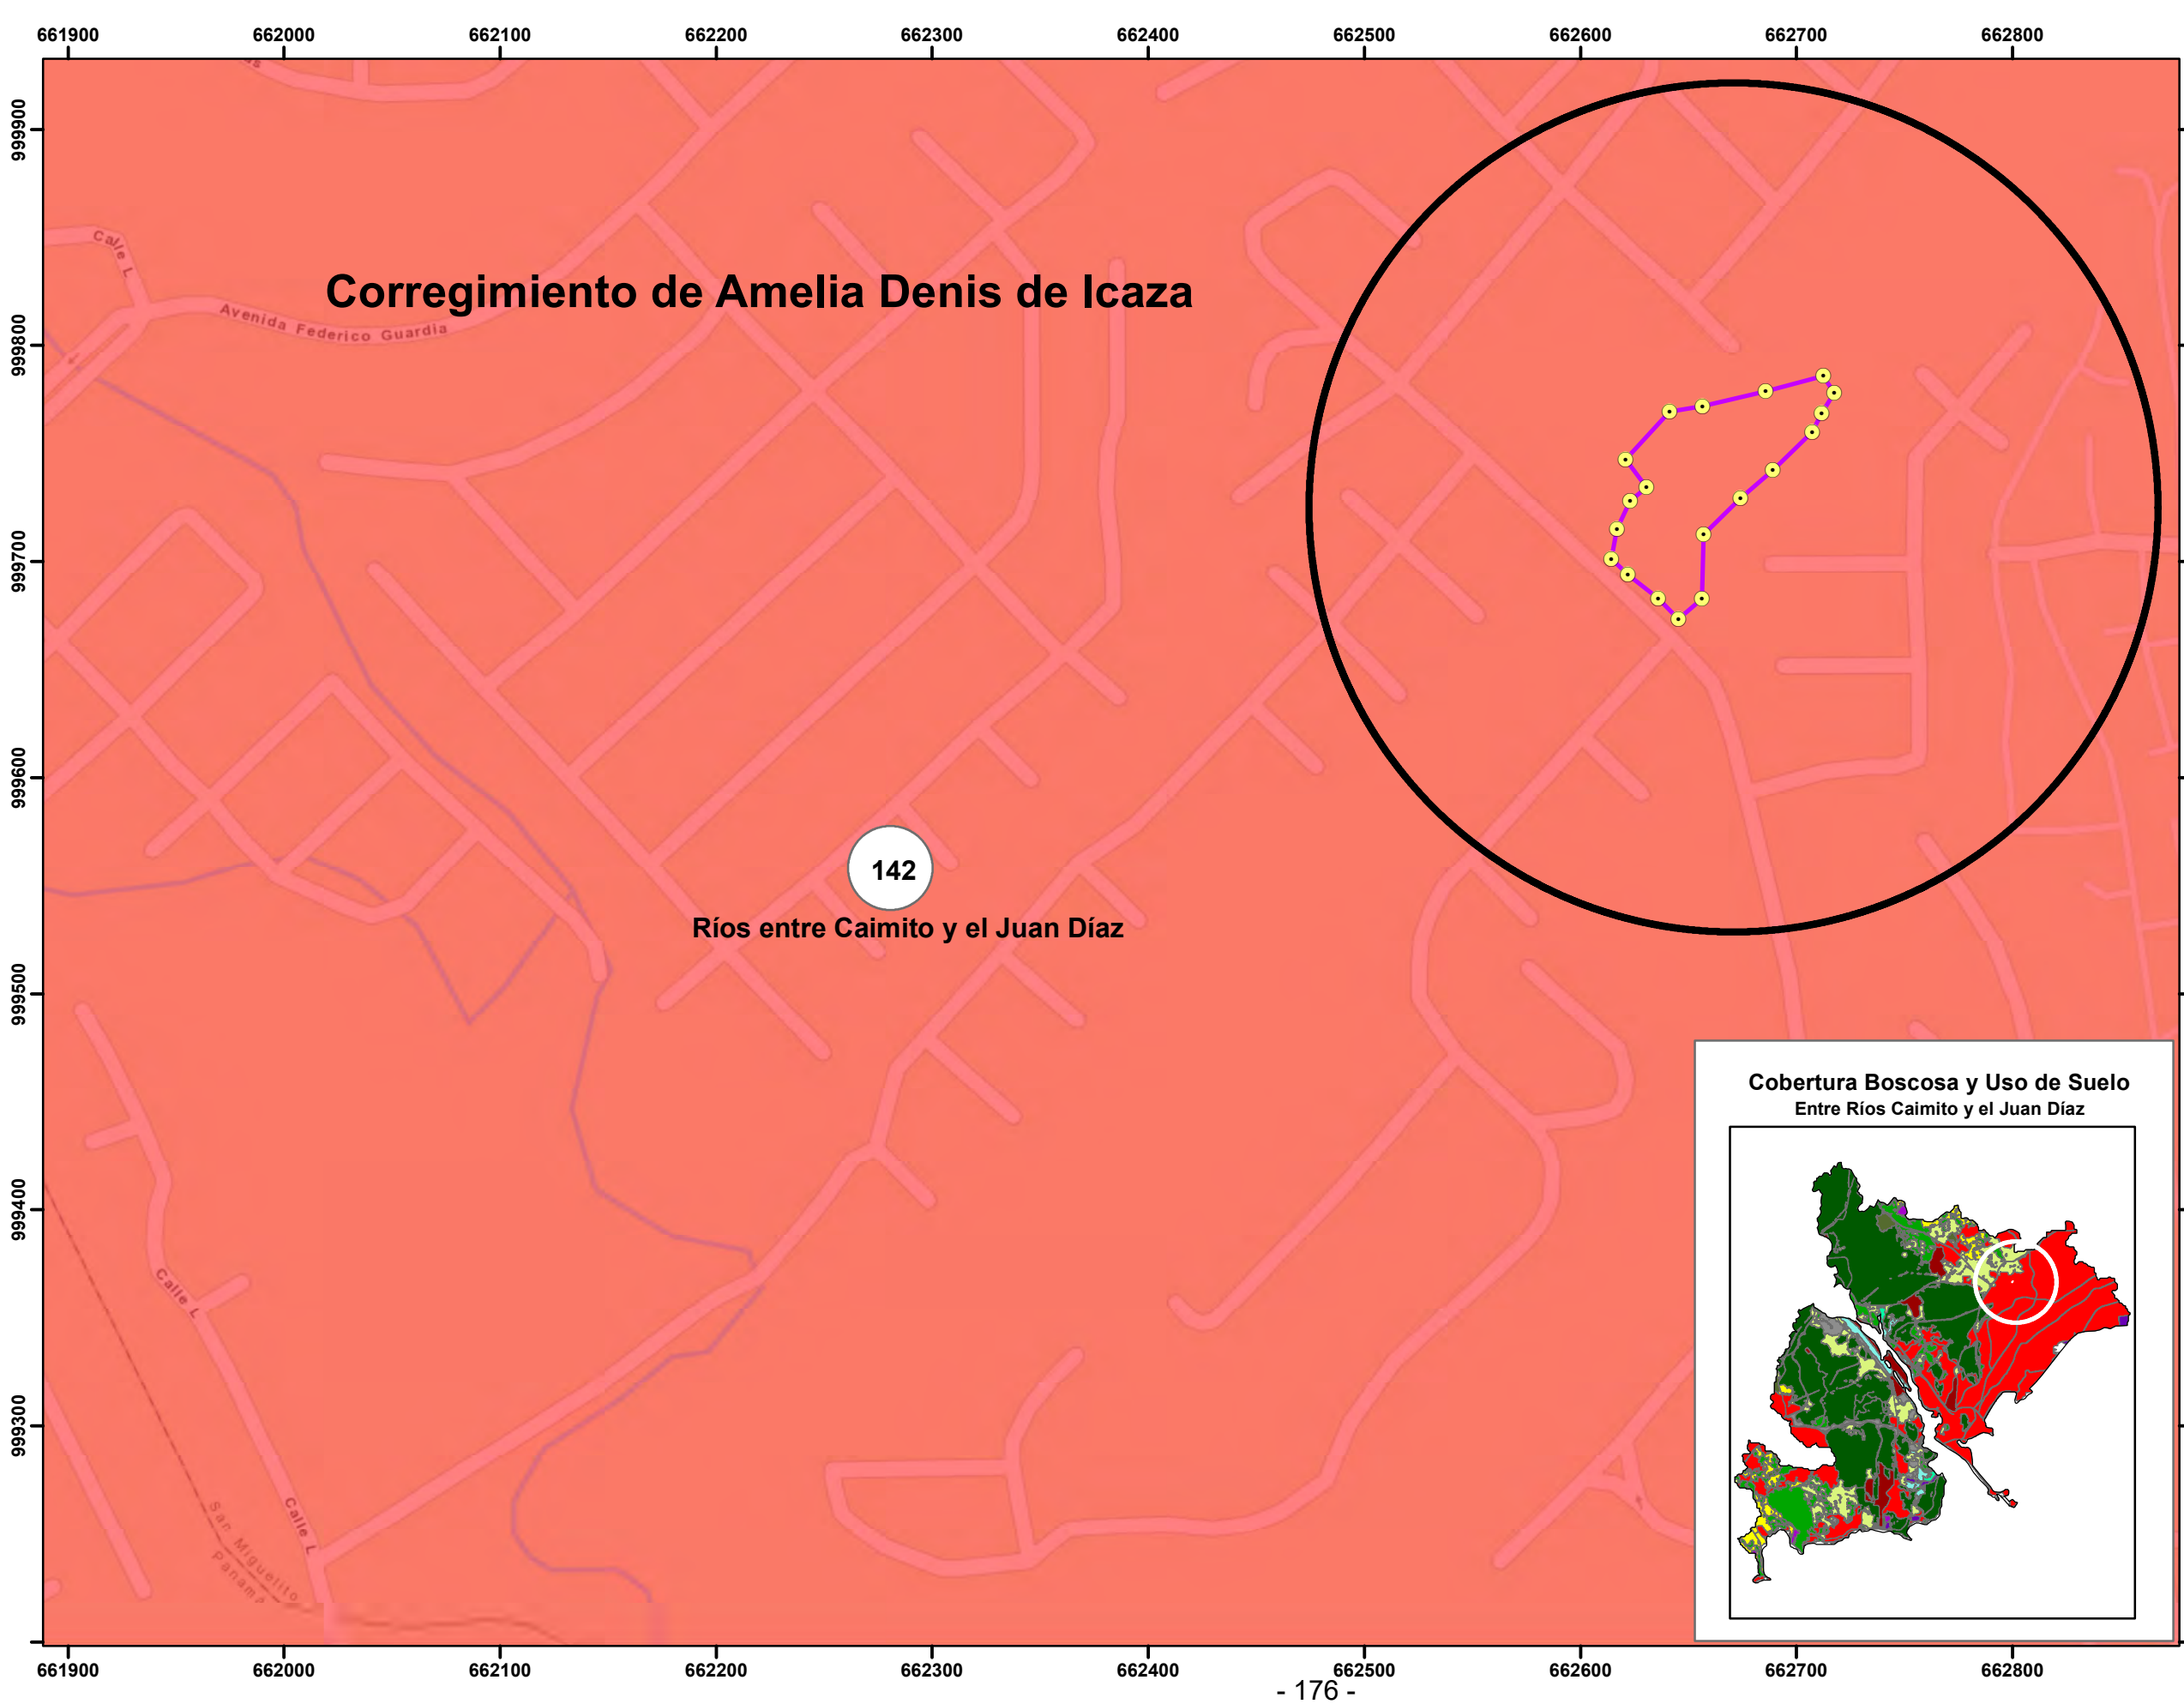 661900 662000 662100 662200 662300 662400 662500 662600 662700 662800
999900
999800
999700
999600
999500
999400
999300
Calle L
Avenida Federico Guardia
Corregimiento de Amelia Denis de Icaza
142
Ríos entre Caimito y el Juan Díaz
Calle L
Calle L
San Miguelito
Panamá
Cobertura Boscosa y Uso de Suelo
Entre Ríos Caimito y el Juan Díaz
661900 662000 662100 662200 662300 662400 662500 662600 662700 662800
- 176 -